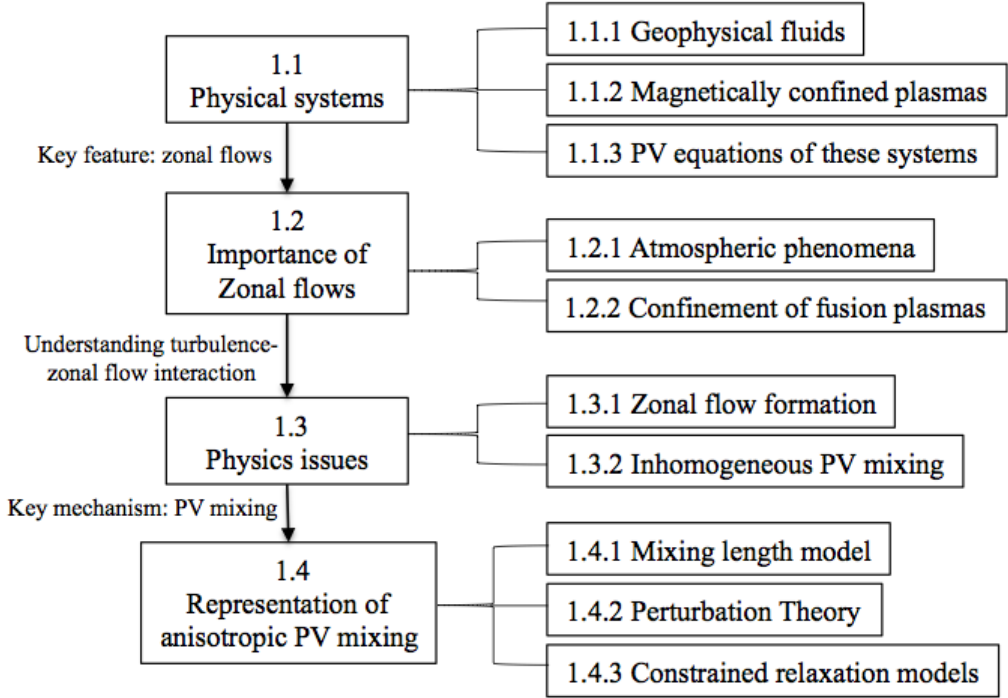 1.1
Physical systems
1.1.1 Geophysical fluids
1.1.2 Magnetically confined plasmas
1.1.3 PV equations of these systems
Key feature: zonal flows
1.2
Importance of
Zonal flows
1.2.1 Atmospheric phenomena
1.2.2 Confinement of fusion plasmas
Understanding turbulence-
zonal flow interaction
1.3
Physics issues
1.3.1 Zonal flow formation
1.3.2 Inhomogeneous PV mixing
Key mechanism: PV mixing
1.4
Representation of
anisotropic PV mixing
1.4.1 Mixing length model
1.4.2 Perturbation Theory
1.4.3 Constrained relaxation models